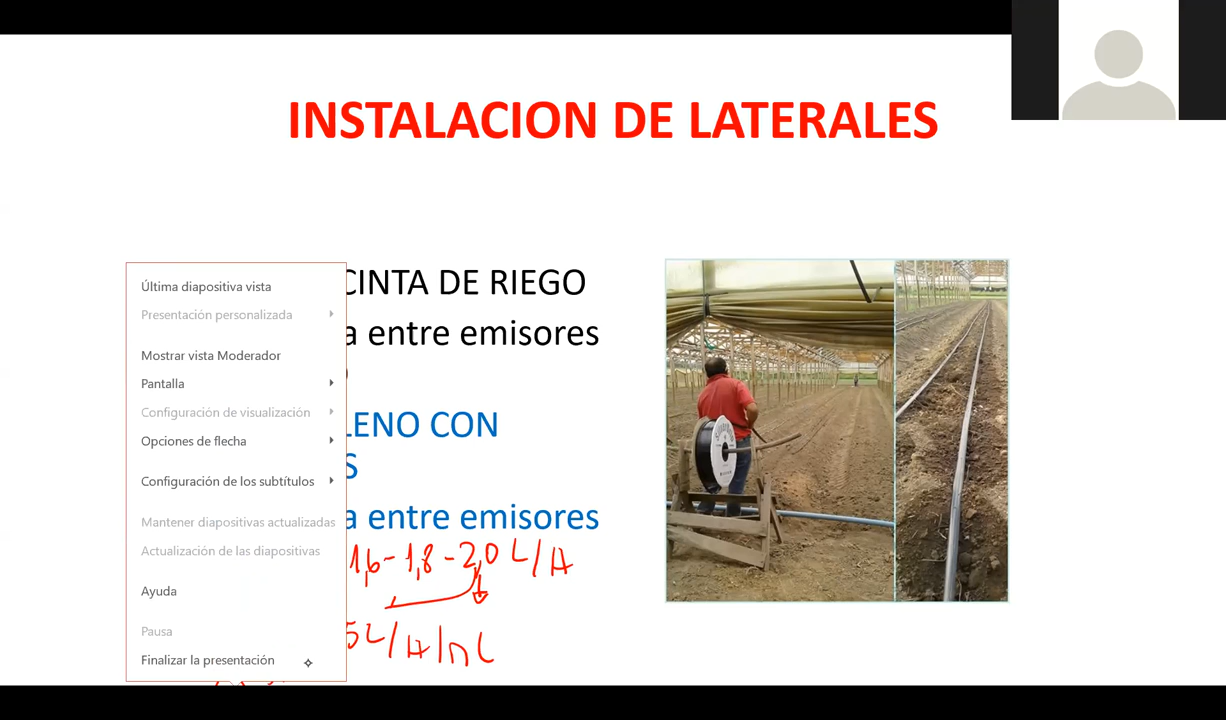 INSTALACION DE LATERALES
CINTA DE RIEGO
a entre emisores
LENO CON
S
a entre emisores
1,6-1,8-2,0 L/H
5L/H/mL
Última diapositiva vista
Presentación personalizada
Mostrar vista Moderador
Pantalla
Configuración de visualización
Opciones de flecha
Configuración de los subtítulos
Mantener diapositivas actualizadas
Actualización de las diapositivas
Ayuda
Pausa
Finalizar la presentación